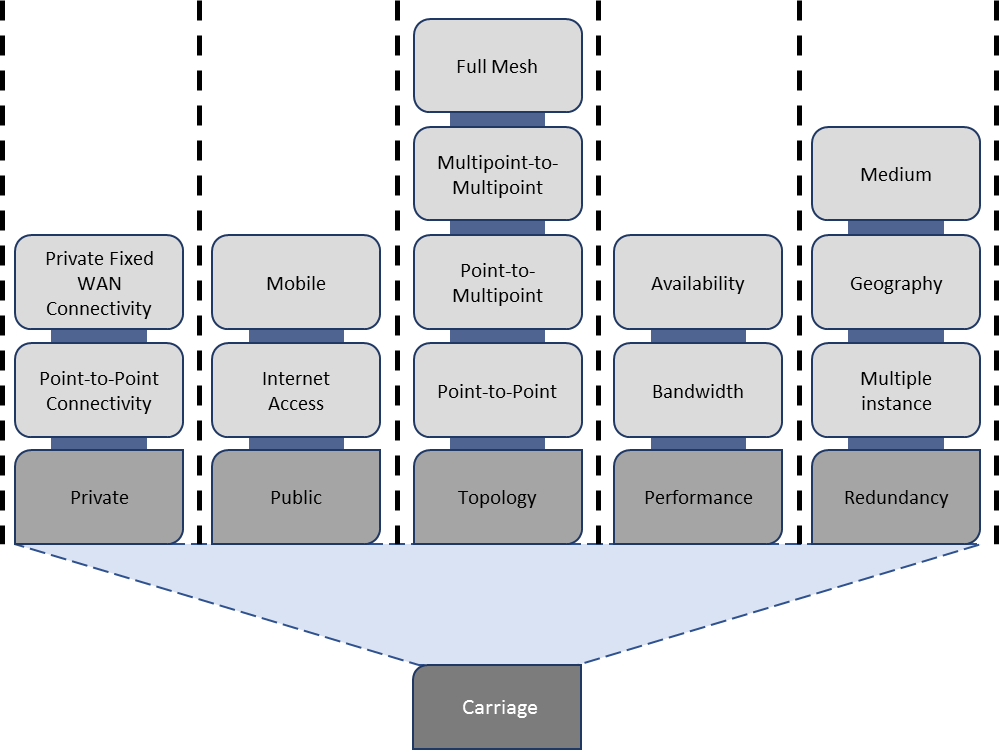 Full Mesh
Multipoint-to-
Multipoint
Medium
Private Fixed
WAN
Connectivity
Mobile
Point-to-
Multipoint
Availability
Geography
Point-to-Point
Connectivity
Internet
Access
Point-to-Point
Bandwidth
Multiple
instance
Private
Public
Topology
Performance
Redundancy
Carriage